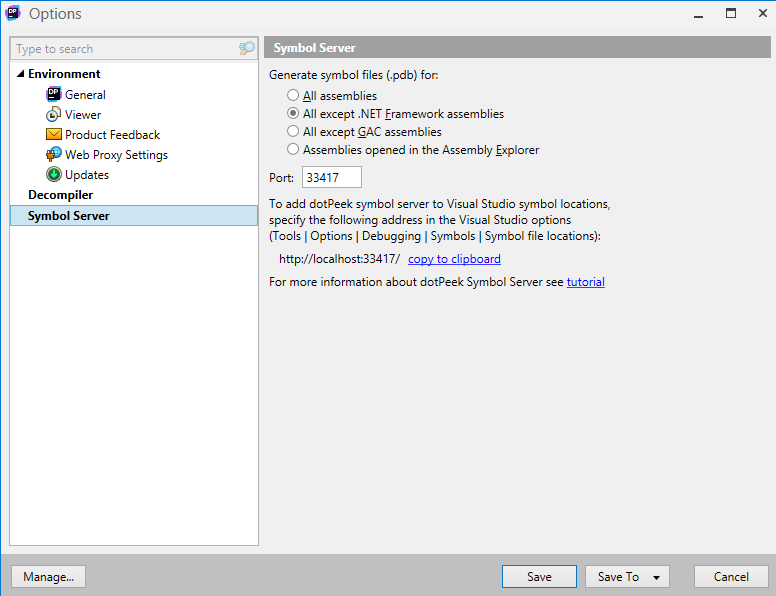 Options
Type to search
Environment
General
Viewer
Product Feedback
Web Proxy Settings
Updates
Decompiler
Symbol Server
Symbol Server
Generate symbol files (.pdb) for:
All assemblies
All except .NET Framework assemblies
All except GAC assemblies
Assemblies opened in the Assembly Explorer
Port: 33417
To add dotPeek symbol server to Visual Studio symbol locations,
specify the following address in the Visual Studio options
(Tools | Options | Debugging | Symbols | Symbol file locations):
http://localhost:33417/ copy to clipboard
For more information about dotPeek Symbol Server see tutorial
Manage... Save Save To Cancel